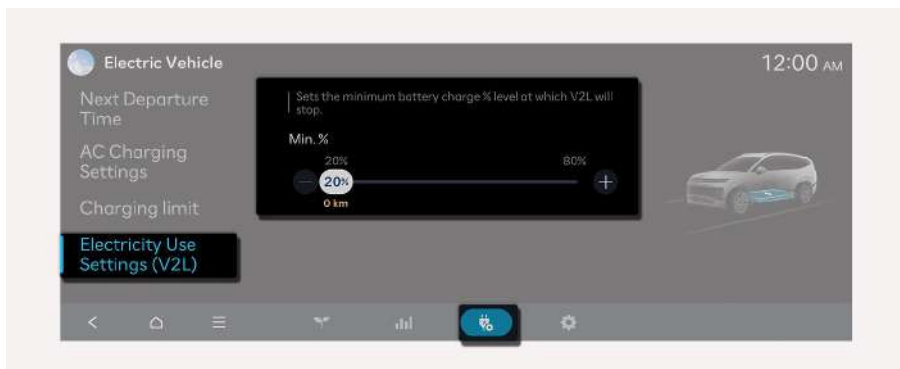 Electric Vehicle
12:00 AM
Next Departure
Time
AC Charging
Settings
Charging limit
Electricity Use
Settings (V2L)
Sets the minimum battery charge % level at which V2L will
stop.
Min. %
20% 80%
20%
0 km